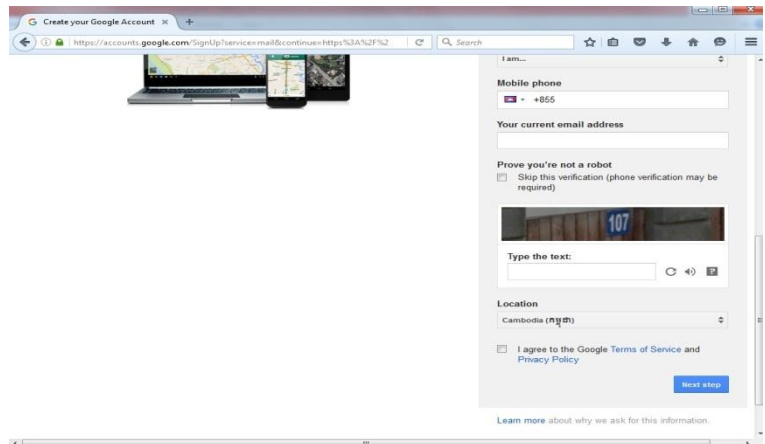 Create your Google Account
https://accounts.google.com/SignUp?service=mail&continue=https%3A%2F%2
Search
I am...
Mobile phone
+855
Your current email address
Prove you're not a robot
Skip this verification (phone verification may be
required)
107
Type the text:
Location
Cambodia (កម្ពុជា)
I agree to the Google Terms of Service and
Privacy Policy
Next step
Learn more about why we ask for this information.